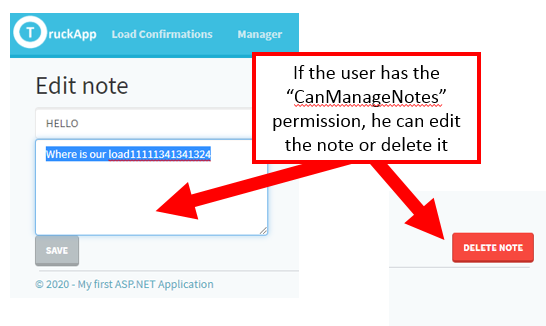 TruckApp Load Confirmations Manager
Edit note
HELLO
Where is our load11111341341324
SAVE
© 2020 - My first ASP.NET Application
If the user has the
“CanManageNotes”
permission, he can edit
the note or delete it
DELETE NOTE